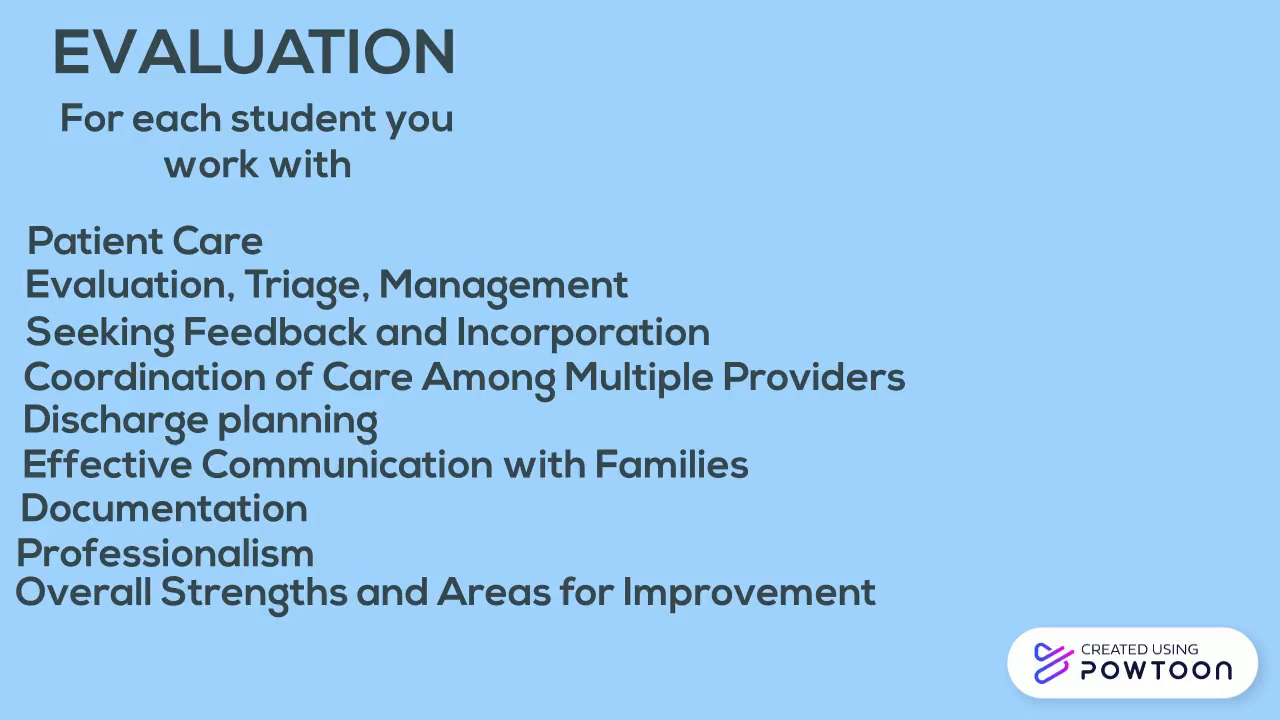 EVALUATION
For each student you
work with
Patient Care
Evaluation, Triage, Management
Seeking Feedback and Incorporation
Coordination of Care Among Multiple Providers
Discharge planning
Effective Communication with Families
Documentation
Professionalism
Overall Strengths and Areas for Improvement
CREATED USING
POWTOON